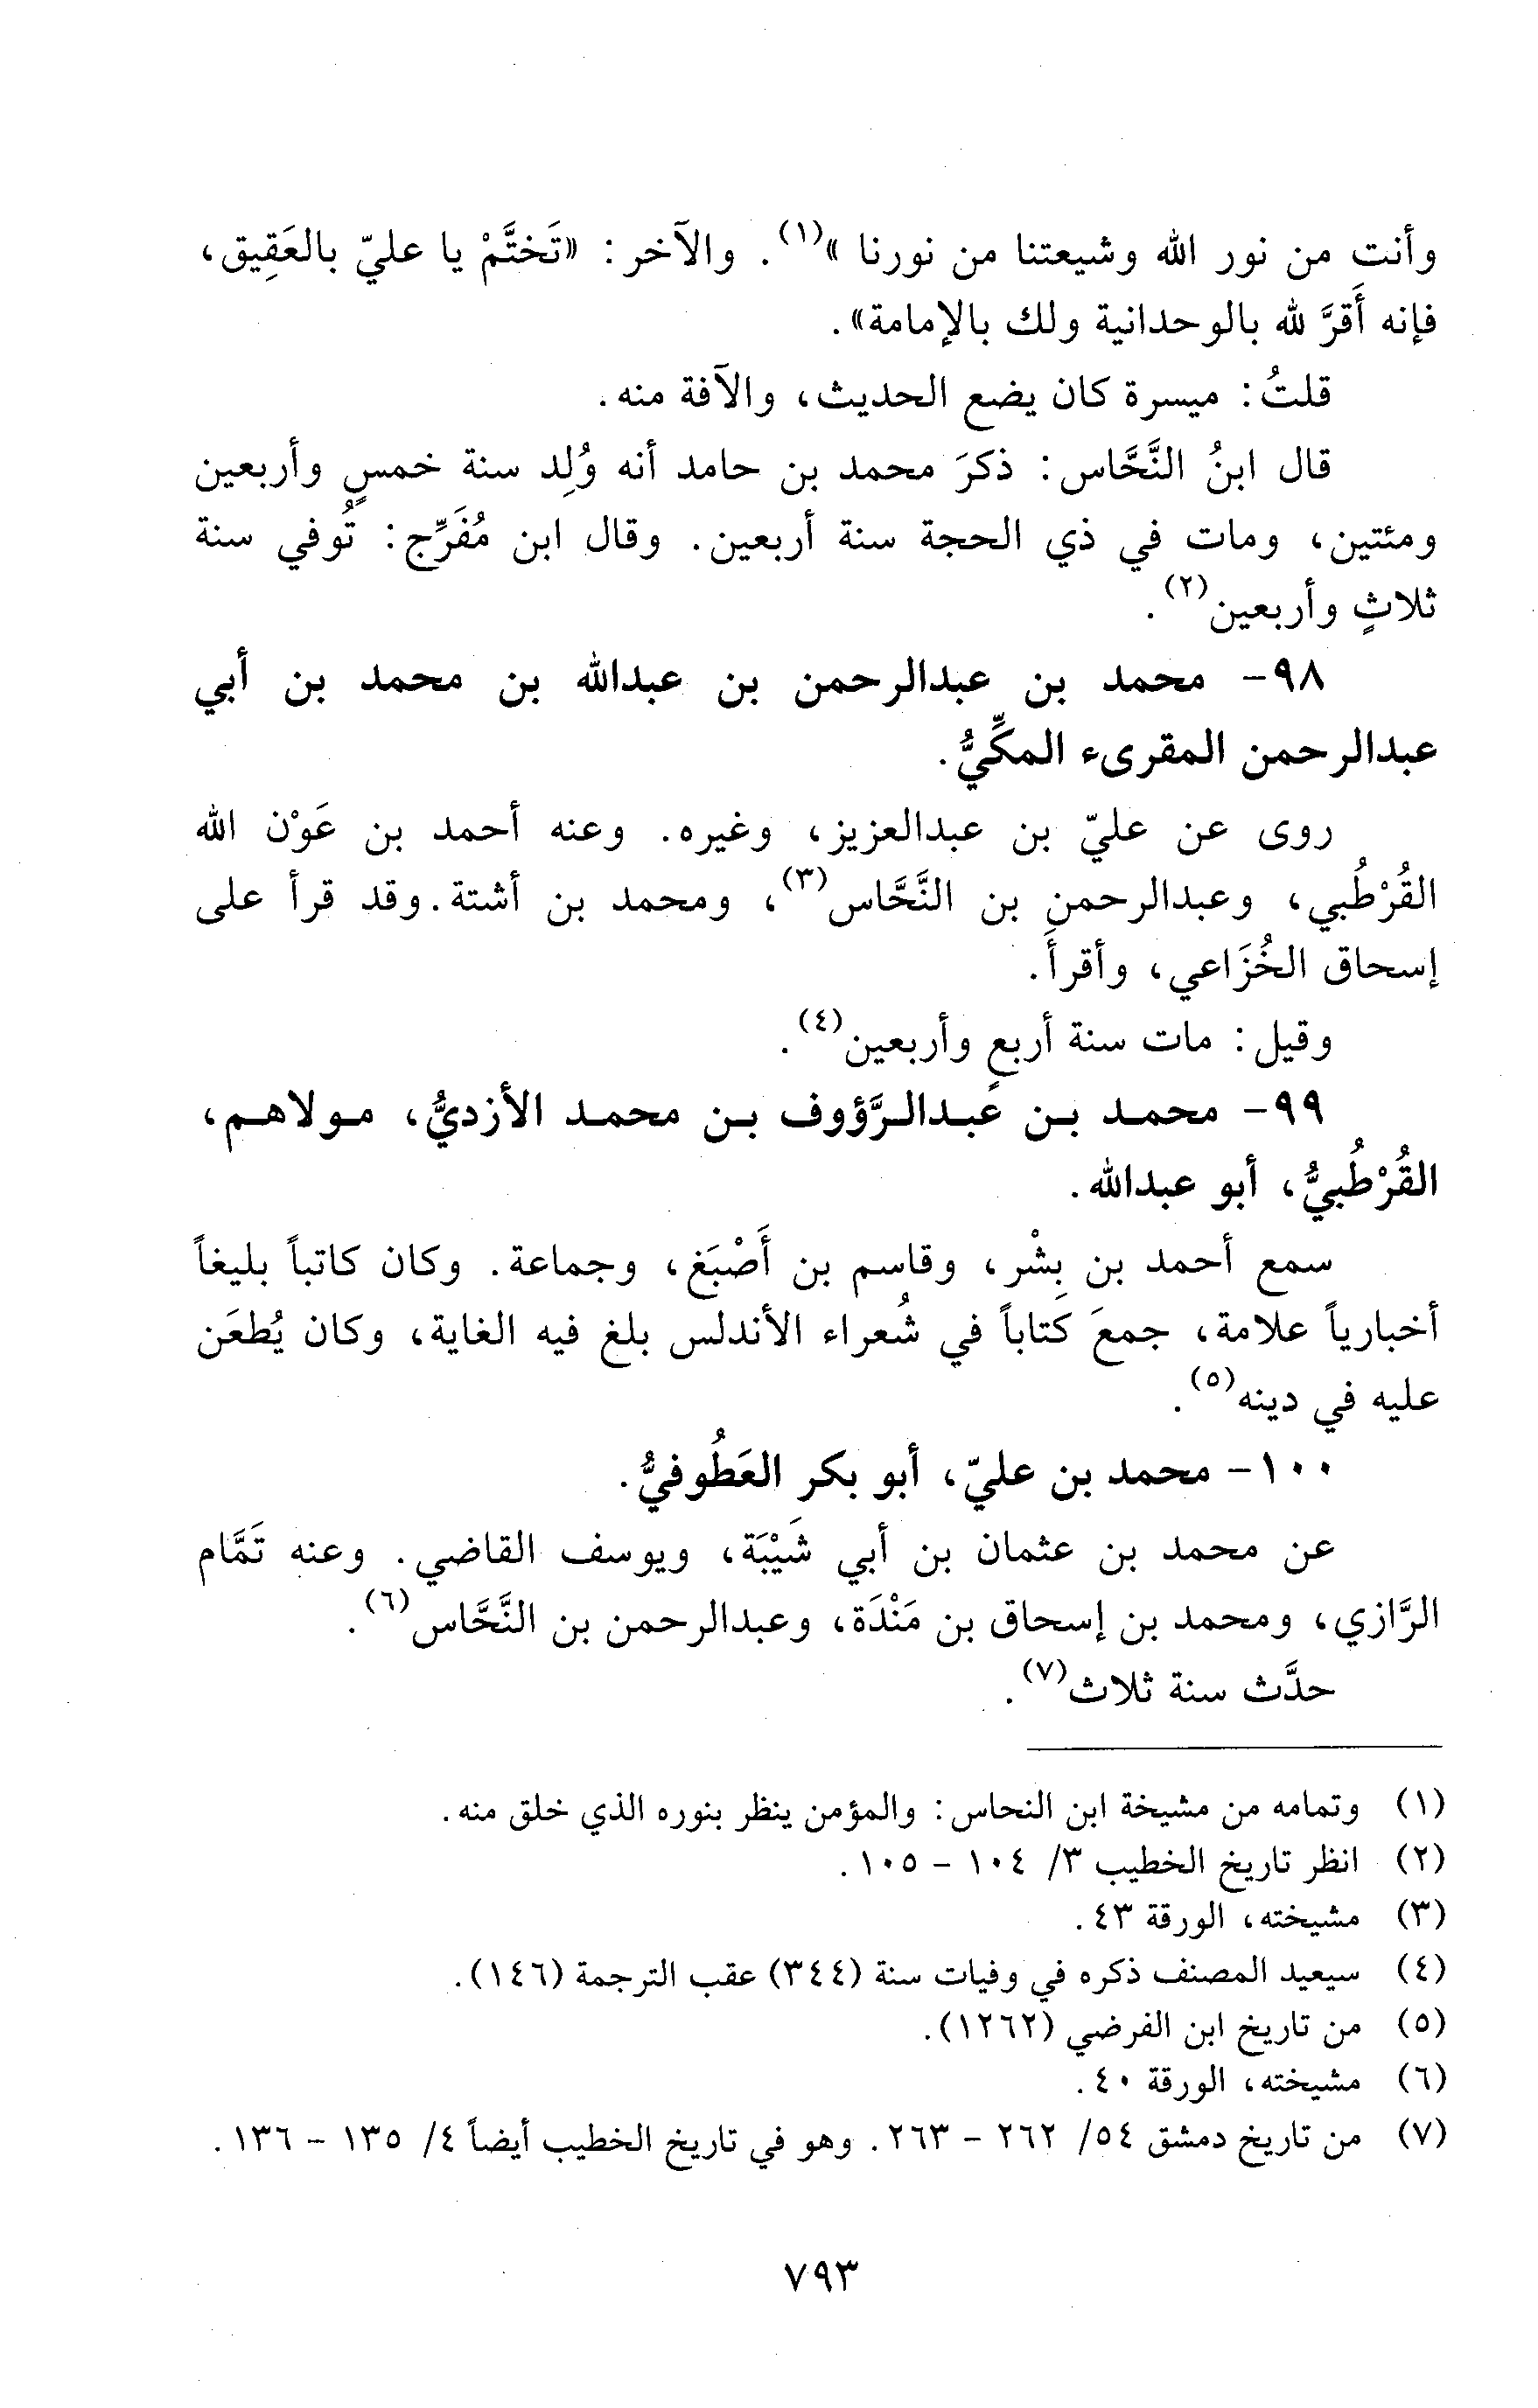 وأنت من نور الله وشيعتنا من نورنا »(١). والآخر: «تَختَّمْ يا عليّ بالعَقِيق،
فإنه أَقرَّ لله بالوحدانية ولك بالإمامة».
قلتُ: ميسرة كان يضع الحديث، والآفة منه.
قال ابنُ النَّحَّاس: ذكرَ محمد بن حامد أنه وُلِد سنة خمسٍ وأربعين
ومئتين، ومات في ذي الحجة سنة أربعين. وقال ابن مُفَرِّج: تُوفي سنة
ثلاثٍ وأربعين(٢).
٩٨- محمد بن عبدالرحمن بن عبدالله بن محمد بن أبي
عبدالرحمن المقرىء المكِّيُّ.
روى عن عليّ بن عبدالعزيز، وغيره. وعنه أحمد بن عَوْن الله
القُرْطُبي، وعبدالرحمن بن النَّحَّاس(٣)، ومحمد بن أشتة. وقد قرأ على
إسحاق الخُزَاعي، وأقرأَ.
وقيل: مات سنة أربعٍ وأربعين(٤).
٩٩- محمـد بـن عَبـدالـرَّؤوف بـن محمـد الأزديُّ، مـولاهـم،
القُرْطُبيُّ، أبو عبدالله.
سمع أحمد بن بِشْر، وقاسم بن أَصْبَغ، وجماعة. وكان كاتباً بليغاً
أخبارياً علامة، جمعَ كتاباً في شُعراء الأندلس بلغ فيه الغاية، وكان يُطعَن
عليه في دينه(٥).
١٠٠- محمد بن عليّ، أبو بكر العَطُوفيُّ.
عن محمد بن عثمان بن أبي شَيْبَة، ويوسف القاضي. وعنه تَمَّام
الرَّازي، ومحمد بن إسحاق بن مَنْدَة، وعبدالرحمن بن النَّحَّاس(٦).
حدَّث سنة ثلاث(٧).
(١) وتمامه من مشيخة ابن النحاس: والمؤمن ينظر بنوره الذي خلق منه.
(٢) انظر تاريخ الخطيب ٣/ ١٠٤ - ١٠٥.
(٣) مشيخته، الورقة ٤٣.
(٤) سيعيد المصنف ذكره في وفيات سنة (٣٤٤) عقب الترجمة (١٤٦).
(٥) من تاريخ ابن الفرضي (١٢٦٢).
(٦) مشيخته، الورقة ٤٠.
(٧) من تاريخ دمشق ٥٤/ ٢٦٢ - ٢٦٣. وهو في تاريخ الخطيب أيضاً ٤/ ١٣٥ - ١٣٦.
٧٩٣